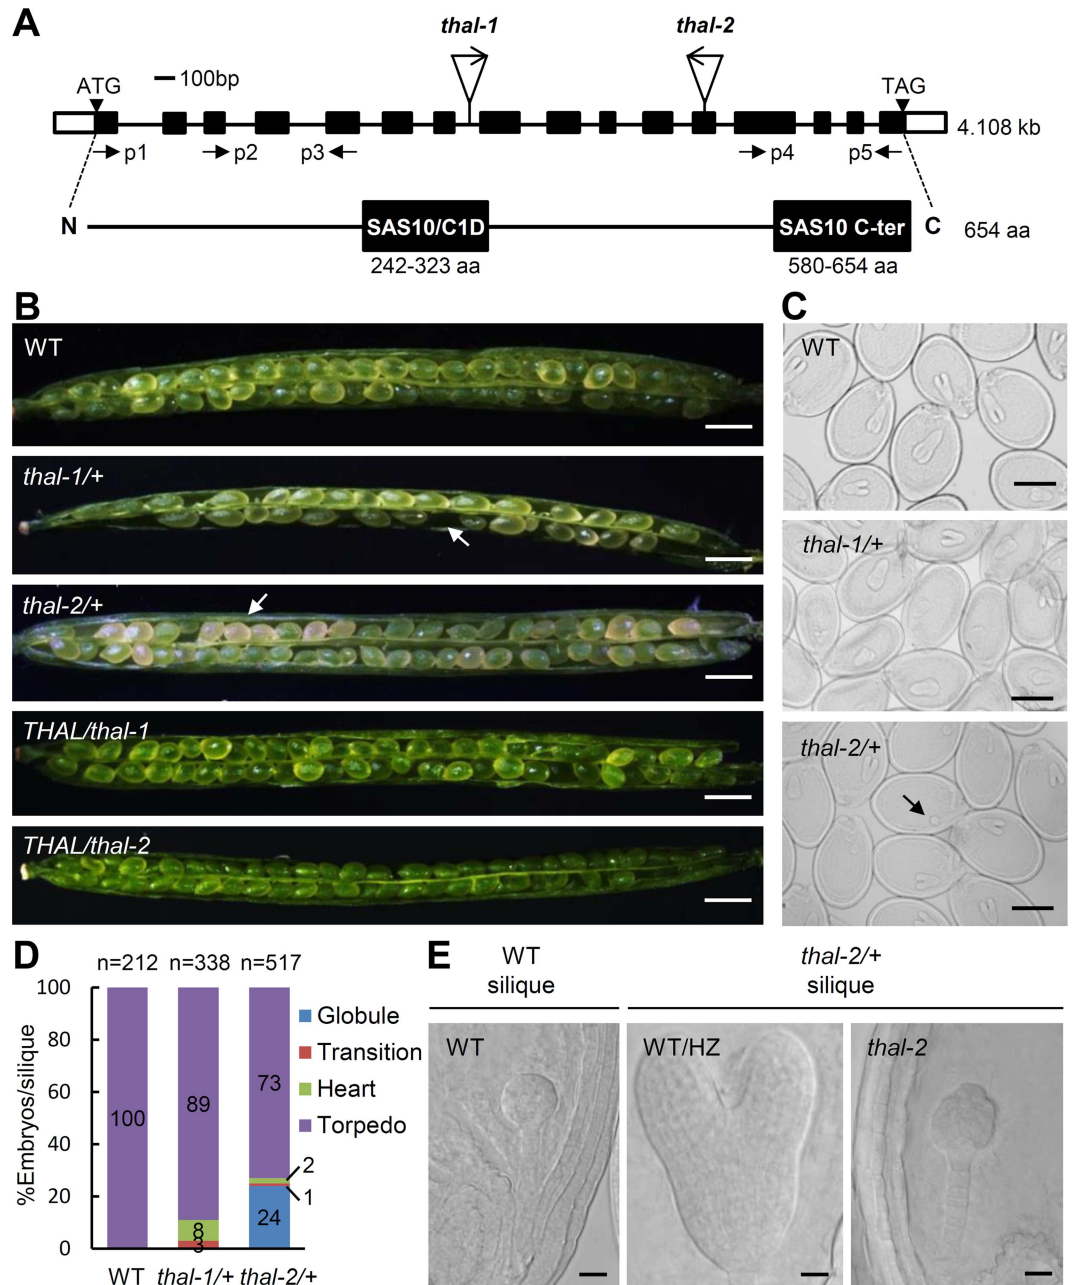 A
thal-1 thal-2
ATG 100bp TAG
4.108 kb
p1 p2 p3 p4 p5
N SAS10/C1D SAS10 C-ter C 654 aa
242-323 aa 580-654 aa
B
WT
thal-1/+
thal-2/+
THAL/thal-1
THAL/thal-2
C
WT
thal-1/+
thal-2/+
D
n=212 n=338 n=517
%Embryos/silique
100
80
60
40
20
0
100
89
8
3
73
2
1
24
Globule
Transition
Heart
Torpedo
WT thal-1/+ thal-2/+
E
WT
silique
thal-2/+
silique
WT
WT/HZ
thal-2